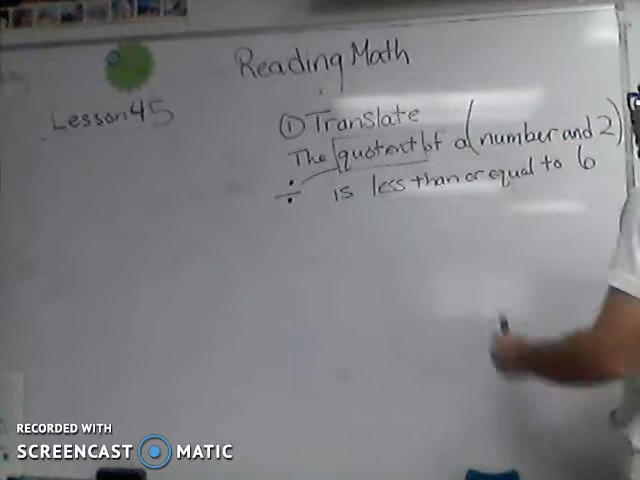 Reading Math
Lesson 45
① Translate
The quotent of a (number and 2)
÷ is less than or equal to 6
RECORDED WITH
SCREENCAST MATIC